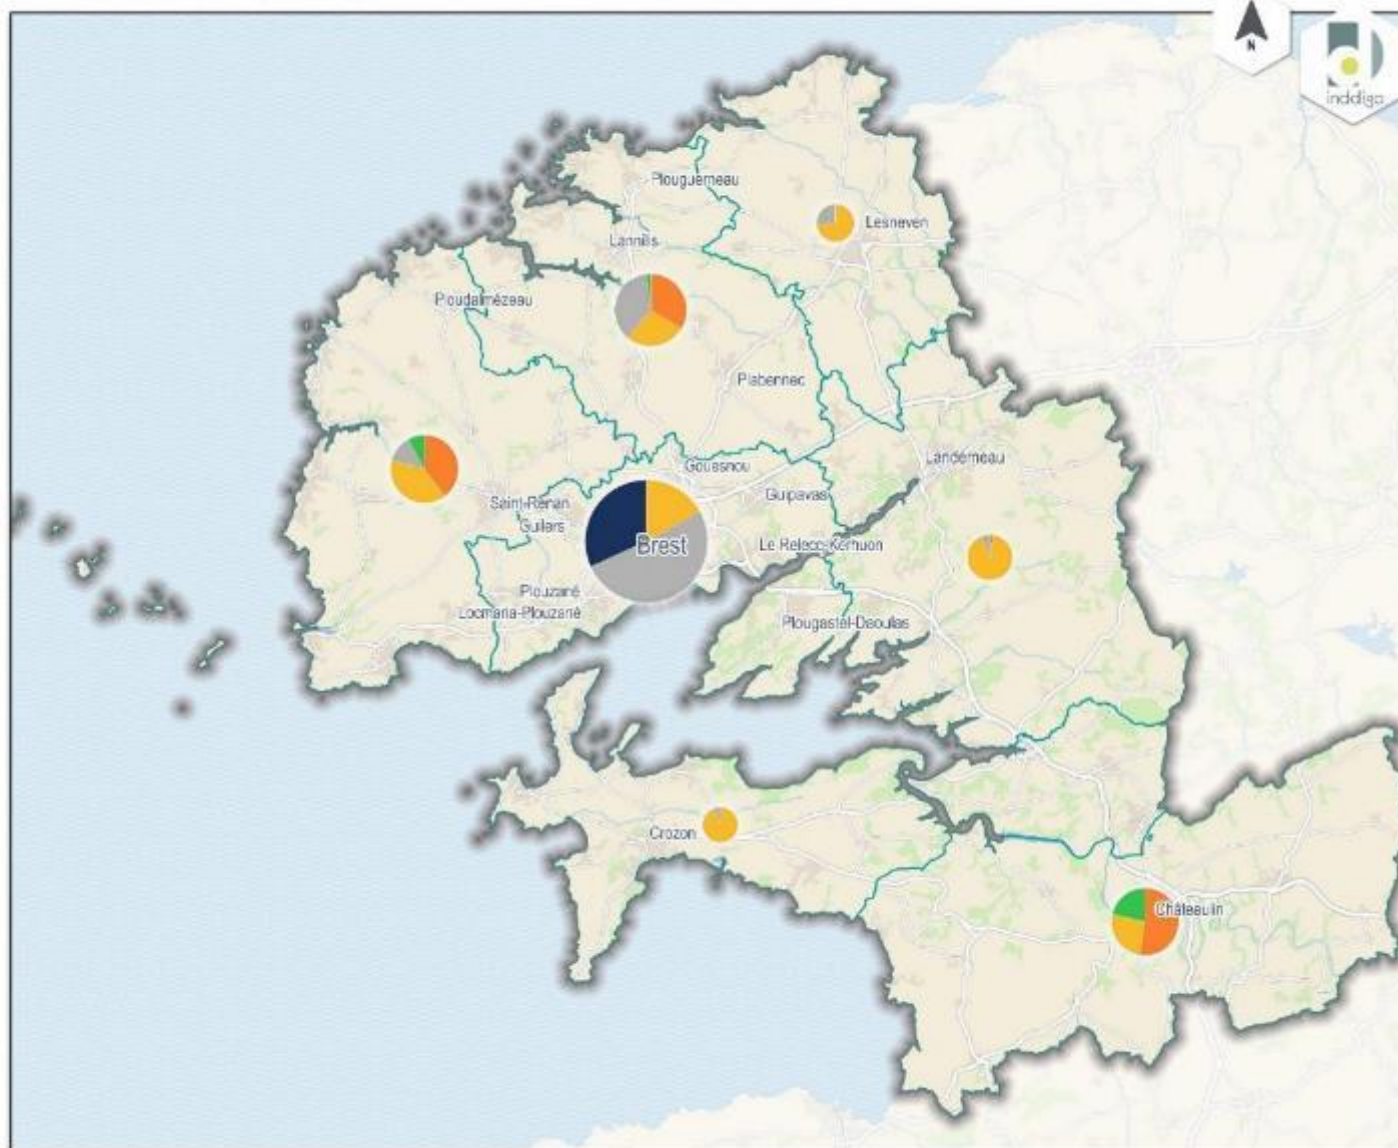 N
inddigo
Plouguerneau
Lesneven
Lannilis
Ploudalmézeau
Plabennec
Gouesnou
Landerneau
Saint-Renan
Guipavas
Guilers
Brest
Le Relecq-Kerhuon
Plouzané
Locmaria-Plouzané
Plougastel-Daoulas
Crozon
Châteaulin